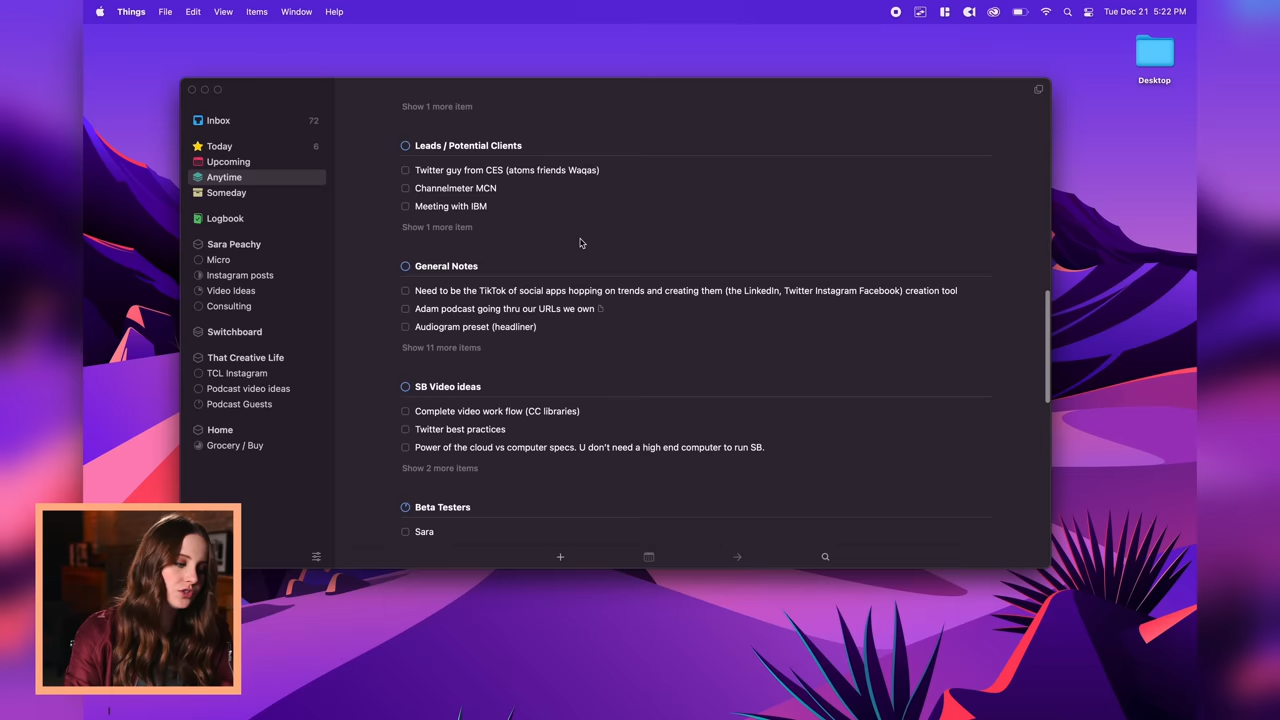 Things File Edit View Items Window Help
Tue Dec 21 5:22 PM
Desktop
Inbox 72
Today 6
Upcoming
Anytime
Someday
Logbook
Sara Peachy
Micro
Instagram posts
Video Ideas
Consulting
Switchboard
That Creative Life
TCL Instagram
Podcast video ideas
Podcast Guests
Home
Grocery / Buy
Show 1 more item
Leads / Potential Clients
Twitter guy from CES (atoms friends Waqas)
Channelmeter MCN
Meeting with IBM
Show 1 more item
General Notes
Need to be the TikTok of social apps hopping on trends and creating them (the LinkedIn, Twitter Instagram Facebook) creation tool
Adam podcast going thru our URLs we own
Audiogram preset (headliner)
Show 11 more items
SB Video ideas
Complete video work flow (CC libraries)
Twitter best practices
Power of the cloud vs computer specs. U don't need a high end computer to run SB.
Show 2 more items
Beta Testers
Sara